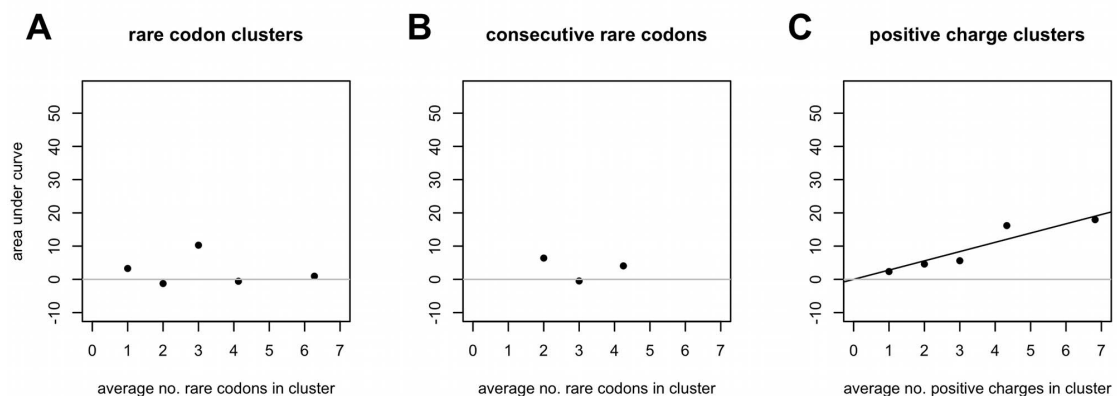 A rare codon clusters
B consecutive rare codons
C positive charge clusters
area under curve
50
40
30
20
10
0
-10
0 1 2 3 4 5 6 7
average no. rare codons in cluster
50
40
30
20
10
0
-10
0 1 2 3 4 5 6 7
average no. rare codons in cluster
50
40
30
20
10
0
-10
0 1 2 3 4 5 6 7
average no. positive charges in cluster